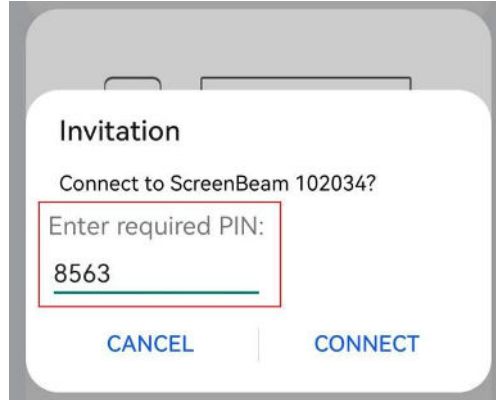 Invitation
Connect to ScreenBeam 102034?
Enter required PIN:
8563
CANCEL
CONNECT